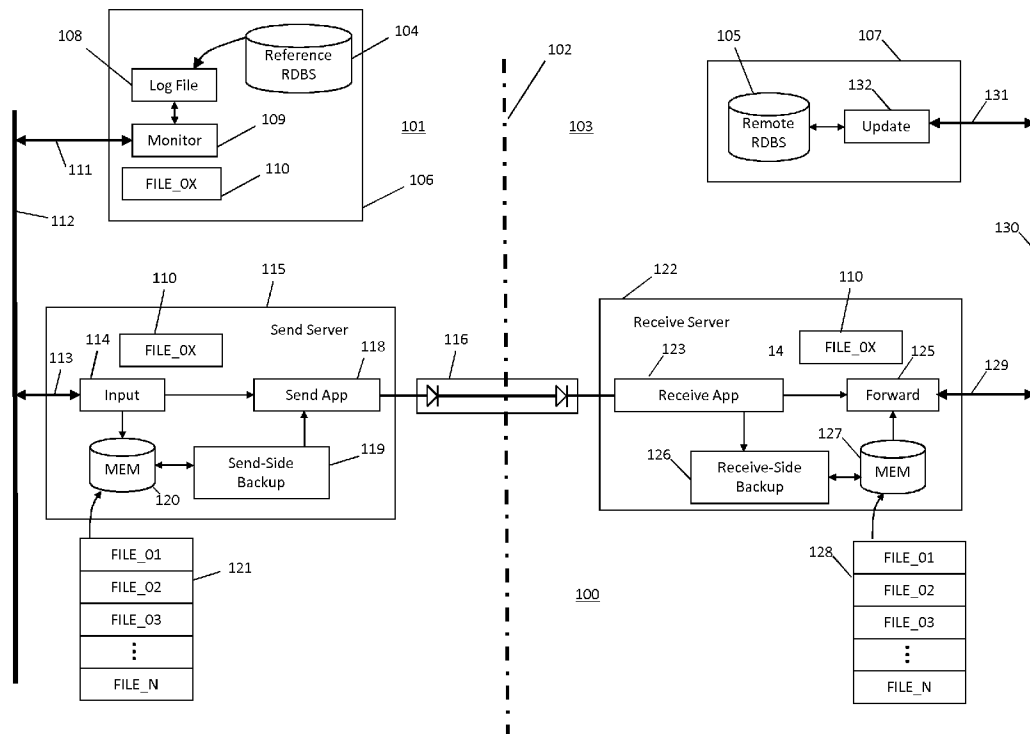 108
104
Reference
RDBS
Log File
Monitor
109
101
111
FILE_0X
110
106
112
102
103
105
107
132
Remote
RDBS
Update
131
130
110
115
114
FILE_0X
Send Server
118
113
Input
Send App
116
MEM
120
Send-Side
Backup
119
FILE_01
121
FILE_02
FILE_03
⋮
FILE_N
122
110
Receive Server
FILE_0X
123
14
125
129
Receive App
Forward
126
Receive-Side
Backup
127
MEM
128
FILE_01
FILE_02
FILE_03
⋮
FILE_N
100